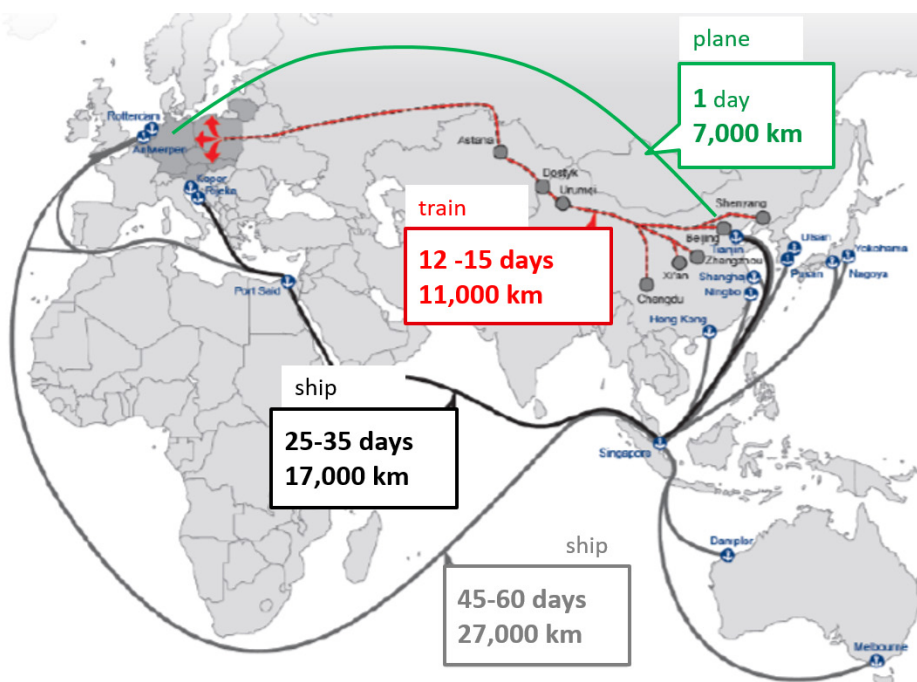 plane
1 day
7,000 km
Rotterdam
Antwerpen
Koper
Rijeka
Astana
Dostyk
Urumqi
train
12 -15 days
11,000 km
Shenyang
Beijing
Tianjin
Zhengzhou
Xi'an
Chengdu
Ulsan
Pusan
Yokohama
Nagoya
Shanghai
Ningbo
Hong Kong
Port Said
ship
25-35 days
17,000 km
Singapore
ship
45-60 days
27,000 km
Dampier
Melbourne